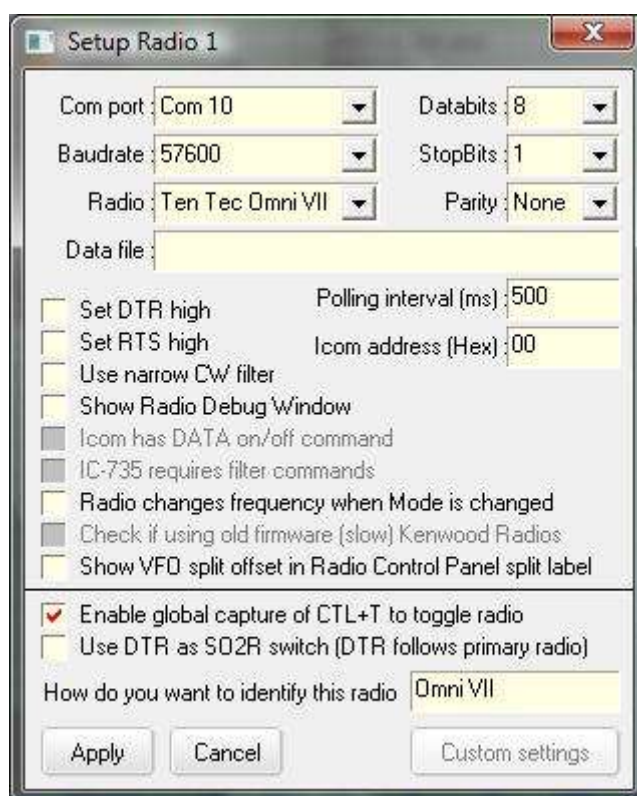 Setup Radio 1
Com port : Com 10 Databits : 8
Baudrate : 57600 StopBits : 1
Radio : Ten Tec Omni VII Parity : None
Data file :
Polling interval (ms) : 500
Set DTR high
Set RTS high
Icom address (Hex) : 00
Use narrow CW filter
Show Radio Debug Window
Icom has DATA on/off command
IC-735 requires filter commands
Radio changes frequency when Mode is changed
Check if using old firmware (slow) Kenwood Radios
Show VFO split offset in Radio Control Panel split label
Enable global capture of CTL+T to toggle radio
Use DTR as SO2R switch (DTR follows primary radio)
How do you want to identify this radio Omni VII
Apply Cancel Custom settings